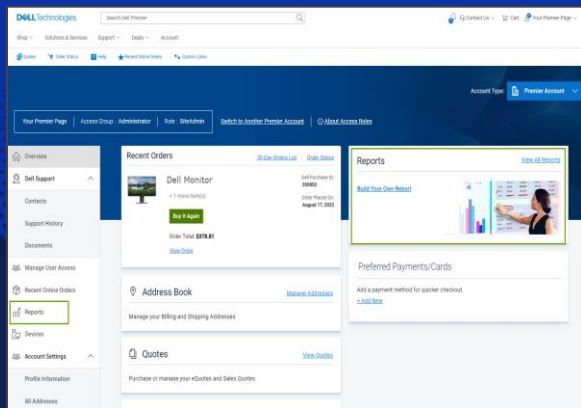 DELLTechnologies
Search Dell Premier
Contact Us
Cart
Your Premier Page
Shop
Solutions & Services
Support
Deals
Account
Quotes
Order Status
Help
Recent Online Orders
Custom Links
Account Type:
Premier Account
Your Premier Page
Access Group : Administrator
Role : SiteAdmin
Switch to Another Premier Account
About Access Roles
Overview
Dell Support
Contacts
Support History
Documents
Manage User Access
Recent Online Orders
Reports
Devices
Account Settings
Profile Information
All Addresses
Recent Orders
30-Day Orders List
Order Status
Dell Monitor
+ 1 more item(s)
Buy It Again
Order Total: $378.81
View Order
Dell Purchase ID:
Order Placed On:
August 17, 2022
Address Book
Manage Addresses
Manage your Billing and Shipping Addresses
Quotes
View Quotes
Purchase or manage your eQuotes and Sales Quotes.
Reports
View All Reports
Build Your Own Report
Preferred Payments/Cards
Add a payment method for quicker checkout.
+ Add New